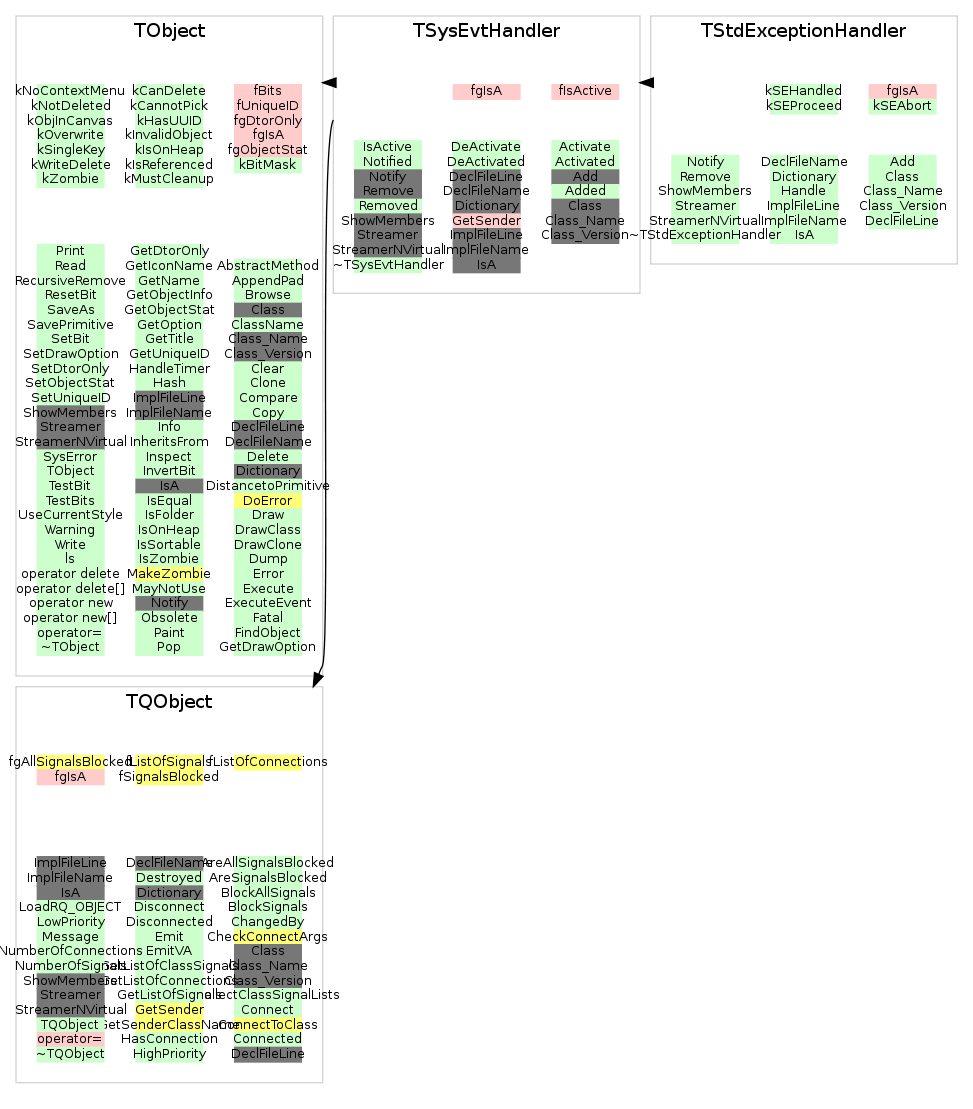 TObject
kNoContextMenu kCanDelete fBits
kNotDeleted kCannotPick fUniqueID
kObjInCanvas kHasUUID fgDtorOnly
kOverwrite kInvalidObject fgIsA
kSingleKey kIsOnHeap fgObjectStat
kWriteDelete kIsReferenced kBitMask
kZombie kMustCleanup
Print GetDtorOnly
Read GetIconName AbstractMethod
RecursiveRemove GetName AppendPad
ResetBit GetObjectInfo Browse
SaveAs GetObjectStat Class
SavePrimitive GetOption ClassName
SetBit GetTitle Class_Name
SetDrawOption GetUniqueID Class_Version
SetDtorOnly HandleTimer Clear
SetObjectStat Hash Clone
SetUniqueID ImplFileLine Compare
ShowMembers ImplFileName Copy
Streamer Info DeclFileLine
StreamerNVirtual InheritsFrom DeclFileName
SysError Inspect Delete
TObject InvertBit Dictionary
TestBit IsA DistancetoPrimitive
TestBits IsEqual DoError
UseCurrentStyle IsFolder Draw
Warning IsOnHeap DrawClass
Write IsSortable DrawClone
ls IsZombie Dump
operator delete MakeZombie Error
operator delete[] MayNotUse Execute
operator new Notify ExecuteEvent
operator new[] Obsolete Fatal
operator= Paint FindObject
~TObject Pop GetDrawOption
TSysEvtHandler
fgIsA fIsActive
IsActive DeActivate Activate
Notified DeActivated Activated
Notify DeclFileLine Add
Remove DeclFileName Added
Removed Dictionary Class
ShowMembers GetSender Class_Name
Streamer ImplFileLine Class_Version
StreamerNVirtual ImplFileName
~TSysEvtHandler IsA
TStdExceptionHandler
kSEHandled fgIsA
kSEProceed kSEAbort
Notify DeclFileName Add
Remove Dictionary Class
ShowMembers Handle Class_Name
Streamer ImplFileLine Class_Version
StreamerNVirtual ImplFileName DeclFileLine
~TStdExceptionHandler IsA
TQObject
fgAllSignalsBlocked fListOfSignals fListOfConnections
fgIsA fSignalsBlocked
ImplFileLine DeclFileName AreAllSignalsBlocked
ImplFileName Destroyed AreSignalsBlocked
IsA Dictionary BlockAllSignals
LoadRQ_OBJECT Disconnect BlockSignals
LowPriority Disconnected ChangedBy
Message Emit CheckConnectArgs
NumberOfConnections EmitVA Class
NumberOfSignals GetListOfClassSignals Class_Name
ShowMembers GetListOfConnections Class_Version
Streamer GetListOfSignals CollectClassSignalLists
StreamerNVirtual GetSender Connect
TQObject GetSenderClassName ConnectToClass
operator= HasConnection Connected
~TQObject HighPriority DeclFileLine